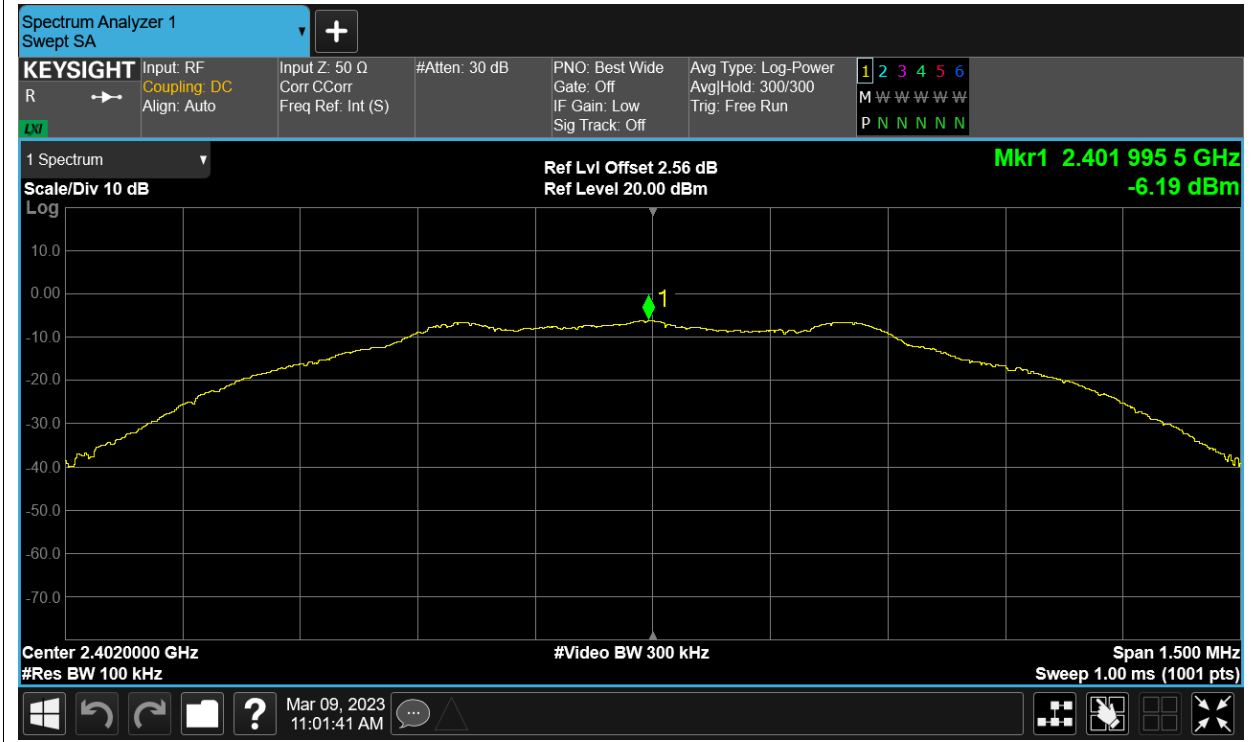 Spectrum Analyzer 1
Swept SA
KEYSIGHT
R
LXI
Input: RF
Coupling: DC
Align: Auto
Input Z: 50 Ω
Corr CCorr
Freq Ref: Int (S)
#Atten: 30 dB
PNO: Best Wide
Gate: Off
IF Gain: Low
Sig Track: Off
Avg Type: Log-Power
Avg|Hold: 300/300
Trig: Free Run
1 2 3 4 5 6
M W W W W W
P N N N N N
1 Spectrum
Scale/Div 10 dB
Ref Lvl Offset 2.56 dB
Ref Level 20.00 dBm
Mkr1 2.401 995 5 GHz
-6.19 dBm
Log
10.0
0.00
-10.0
-20.0
-30.0
-40.0
-50.0
-60.0
-70.0
1
Center 2.4020000 GHz
#Res BW 100 kHz
#Video BW 300 kHz
Span 1.500 MHz
Sweep 1.00 ms (1001 pts)
?
Mar 09, 2023
11:01:41 AM